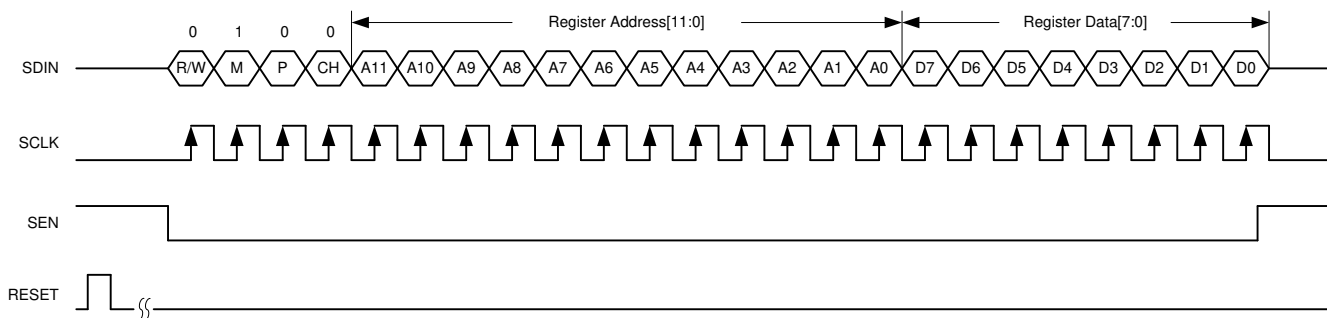 0 1 0 0 Register Address[11:0] Register Data[7:0]
SDIN R/W M P CH A11 A10 A9 A8 A7 A6 A5 A4 A3 A2 A1 A0 D7 D6 D5 D4 D3 D2 D1 D0
SCLK
SEN
RESET